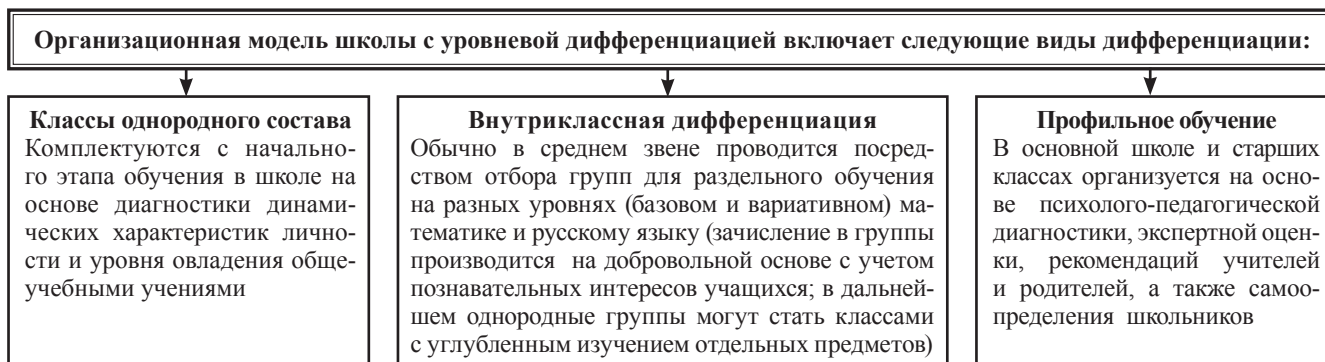 Организационная модель школы с уровневой дифференциацией включает следующие виды дифференциации:
Классы однородного состава
Комплектуются с начально-
го этапа обучения в школе на
основе диагностики динами-
ческих характеристик лично-
сти и уровня овладения обще-
учебными учениями
Внутриклассная дифференциация
Обычно в среднем звене проводится посред-
ством отбора групп для раздельного обучения
на разных уровнях (базовом и вариативном) ма-
тематике и русскому языку (зачисление в группы
производится на добровольной основе с учетом
познавательных интересов учащихся; в дальней-
шем однородные группы могут стать классами
с углубленным изучением отдельных предметов)
Профильное обучение
В основной школе и старших
классах организуется на осно-
ве психолого-педагогической
диагностики, экспертной оцен-
ки, рекомендаций учителей
и родителей, а также самоо-
пределения школьников